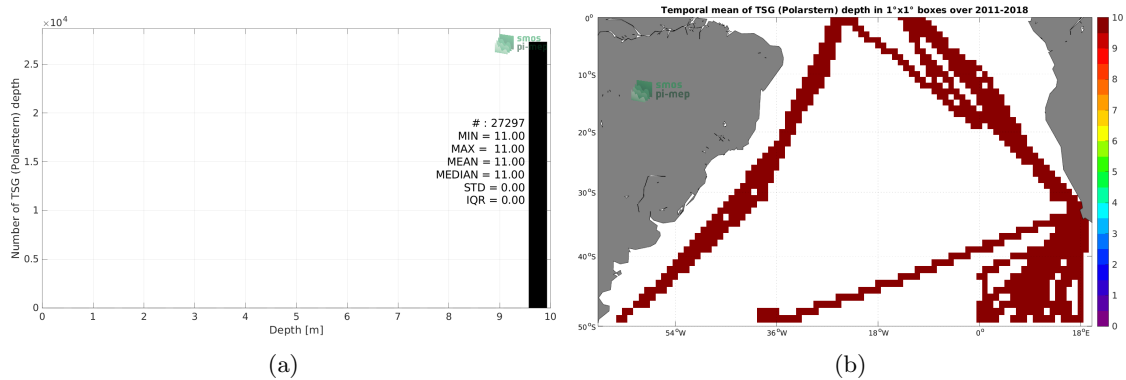 ×10⁴
2.5
2
1.5
1
0.5
0
Number of TSG (Polarstern) depth
smos
pi-mep
# : 27297
MIN = 11.00
MAX = 11.00
MEAN = 11.00
MEDIAN = 11.00
STD = 0.00
IQR = 0.00
0 1 2 3 4 5 6 7 8 9 10
Depth [m]
(a)
Temporal mean of TSG (Polarstern) depth in 1°x1° boxes over 2011-2018
0°
10°S
20°S
30°S
40°S
50°S
smos
pi-mep
54°W 36°W 18°W 0° 18°E
10
9
8
7
6
5
4
3
2
1
0
(b)